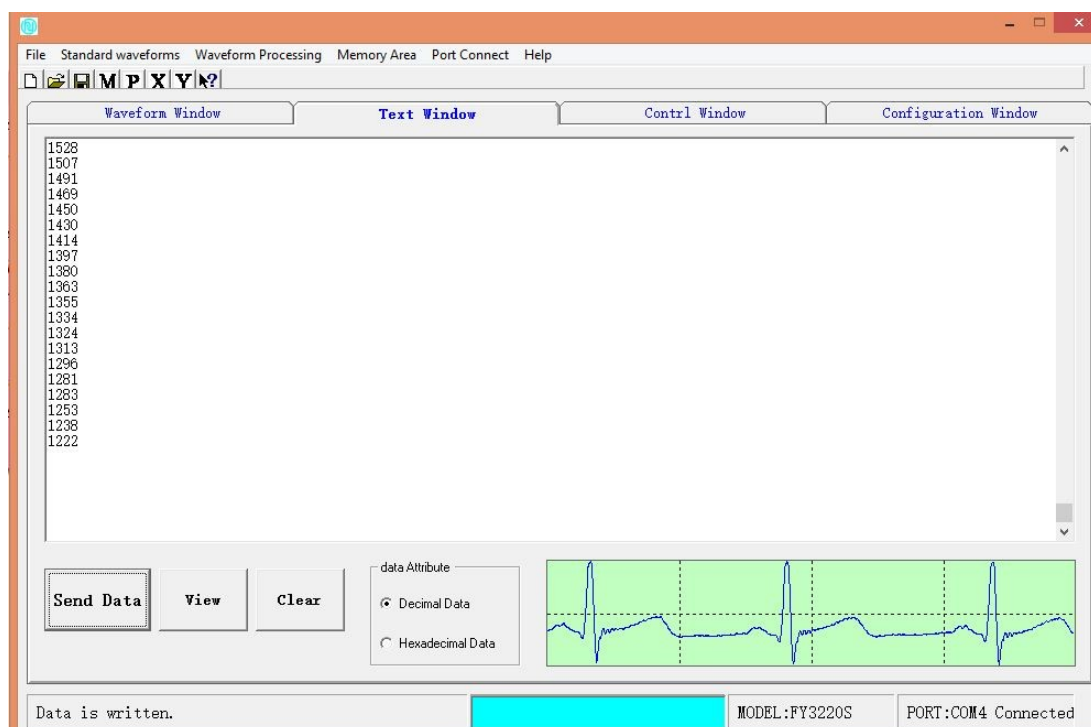 File Standard waveforms Waveform Processing Memory Area Port Connect Help
M P X Y ?
Waveform Window Text Window Contrl Window Configuration Window
1528
1507
1491
1469
1450
1430
1414
1397
1380
1363
1355
1334
1324
1313
1296
1281
1283
1253
1238
1222
Send Data View Clear
data Attribute
Decimal Data
Hexadecimal Data
Data is written. MODEL:FY3220S PORT:COM4 Connected